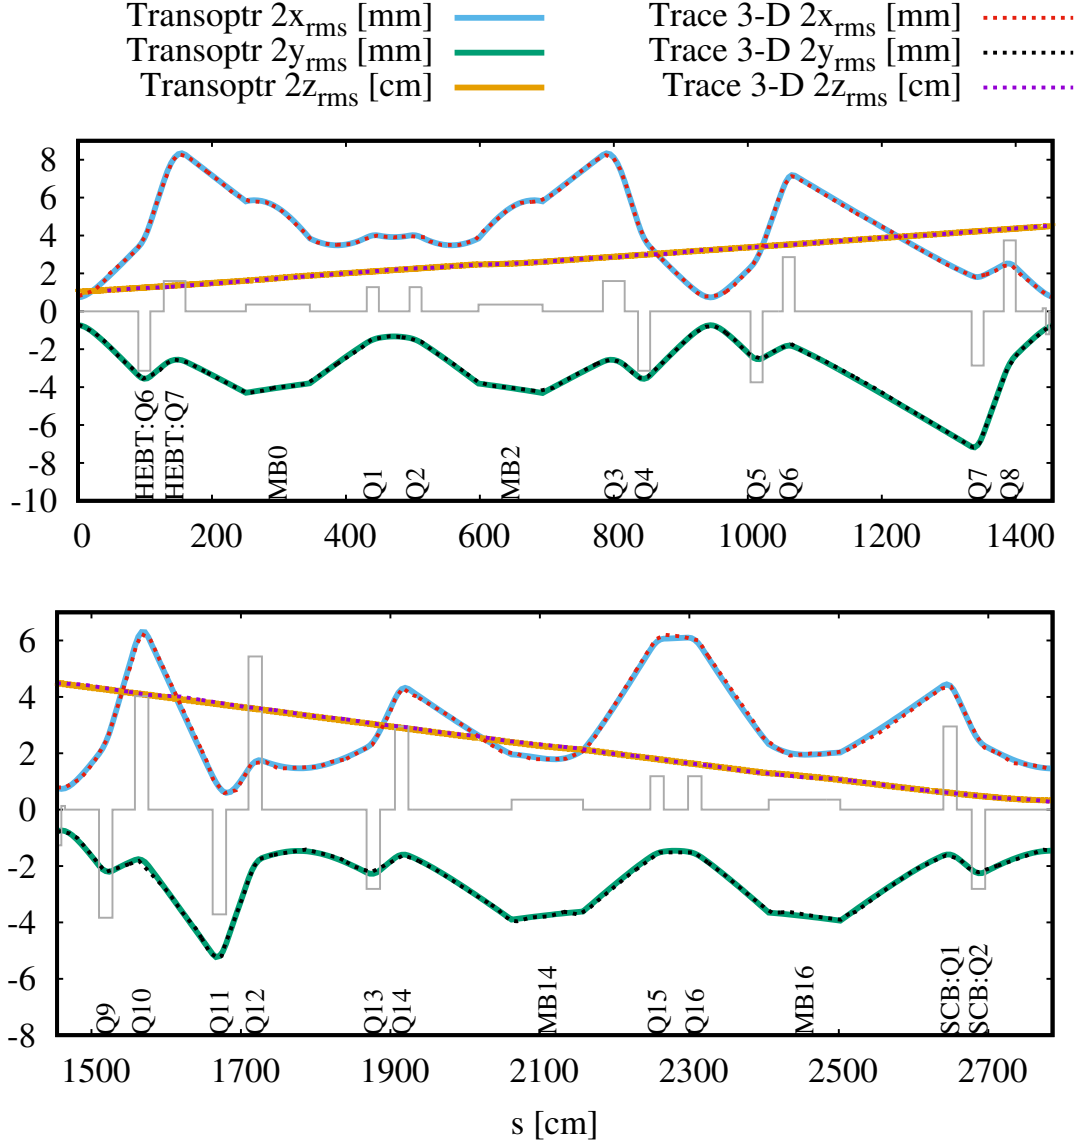 Transoptr 2x_rms [mm] Trace 3-D 2x_rms [mm]
Transoptr 2y_rms [mm] Trace 3-D 2y_rms [mm]
Transoptr 2z_rms [cm] Trace 3-D 2z_rms [cm]
8
6
4
2
0
-2
-4
-6
-8
-10
HEBT:Q6 HEBT:Q7 MB0 Q1 Q2 MB2 Q3 Q4 Q5 Q6 Q7 Q8
0 200 400 600 800 1000 1200 1400
6
4
2
0
-2
-4
-6
-8
Q9 Q10 Q11 Q12 Q13 Q14 MB14 Q15 Q16 MB16 SCB:Q1 SCB:Q2
1500 1700 1900 2100 2300 2500 2700
s [cm]